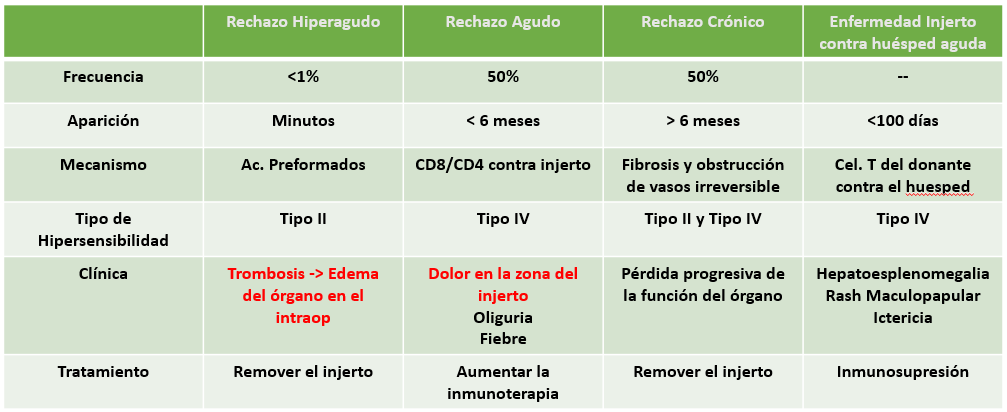 Rechazo Hiperagudo
Rechazo Agudo
Rechazo Crónico
Enfermedad Injerto
contra huésped aguda
Frecuencia
<1%
50%
50%
--
Aparición
Minutos
< 6 meses
> 6 meses
<100 días
Mecanismo
Ac. Preformados
CD8/CD4 contra injerto
Fibrosis y obstrucción
de vasos irreversible
Cel. T del donante
contra el huesped
Tipo de
Hipersensibilidad
Tipo II
Tipo IV
Tipo II y Tipo IV
Tipo IV
Clínica
Trombosis -> Edema
del órgano en el
intraop
Dolor en la zona del
injerto
Oliguria
Fiebre
Pérdida progresiva de
la función del órgano
Hepatoesplenomegalia
Rash Maculopapular
Ictericia
Tratamiento
Remover el injerto
Aumentar la
inmunoterapia
Remover el injerto
Inmunosupresión